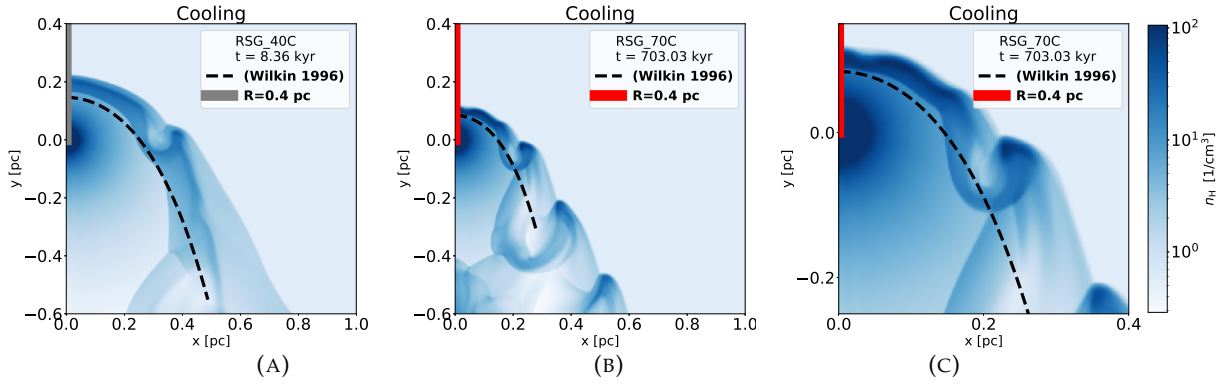 Cooling
RSG_40C
t = 8.36 kyr
(Wilkin 1996)
R=0.4 pc
0.4
0.2
0.0
−0.2
−0.4
−0.6
y [pc]
0.0 0.2 0.4 0.6 0.8 1.0
x [pc]
(A)
Cooling
RSG_70C
t = 703.03 kyr
(Wilkin 1996)
R=0.4 pc
0.4
0.2
0.0
−0.2
−0.4
−0.6
y [pc]
0.0 0.2 0.4 0.6 0.8 1.0
x [pc]
(B)
Cooling
RSG_70C
t = 703.03 kyr
(Wilkin 1996)
R=0.4 pc
0.0
−0.2
y [pc]
0.0 0.2 0.4
x [pc]
(C)
10²
10¹
10⁰
n_H [1/cm³]